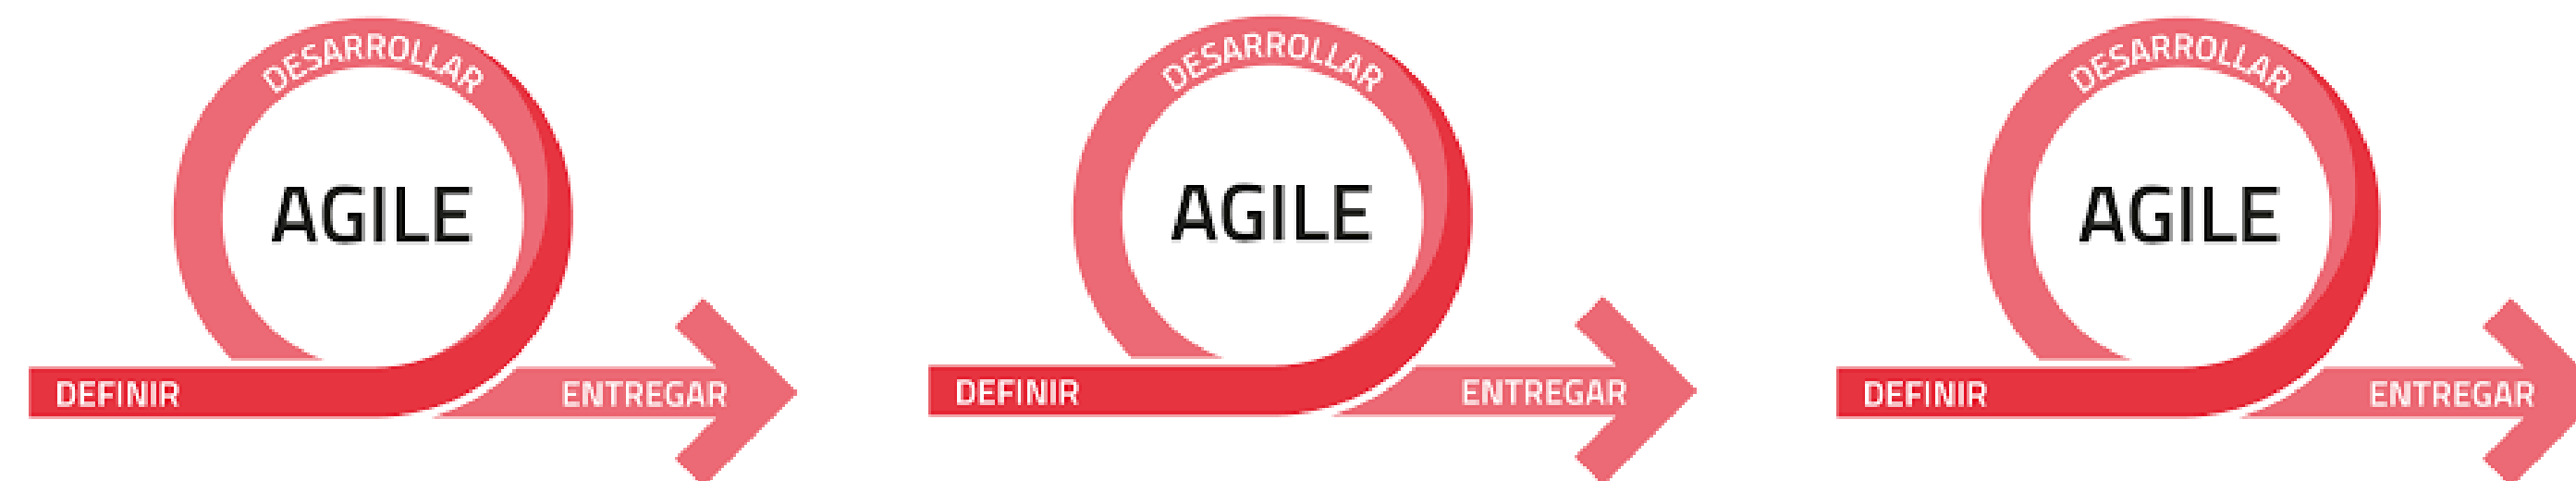 DESARROLLAR
AGILE
DEFINIR
ENTREGAR
DESARROLLAR
AGILE
DEFINIR
ENTREGAR
DESARROLLAR
AGILE
DEFINIR
ENTREGAR